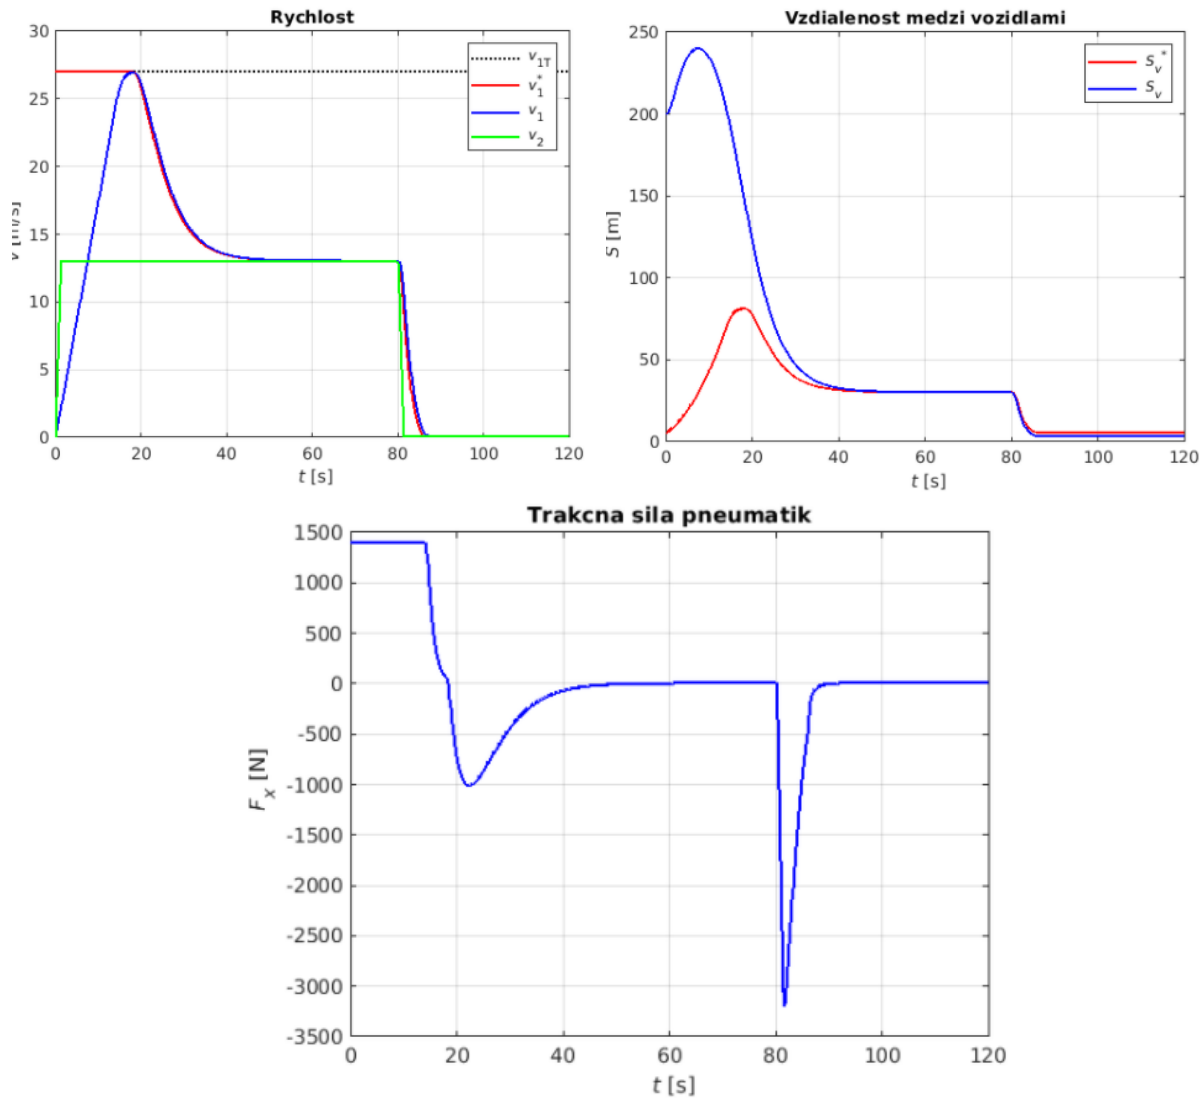 Rychlost
30
25
20
15
10
5
0
0 20 40 60 80 100 120
t [s]
v [m/s]
v1T
v1*
v1
v2
Vzdialenost medzi vozidlami
250
200
150
100
50
0
0 20 40 60 80 100 120
t [s]
S [m]
Sv*
Sv
Trakcna sila pneumatik
1500
1000
500
0
-500
-1000
-1500
-2000
-2500
-3000
-3500
0 20 40 60 80 100 120
t [s]
Fx [N]